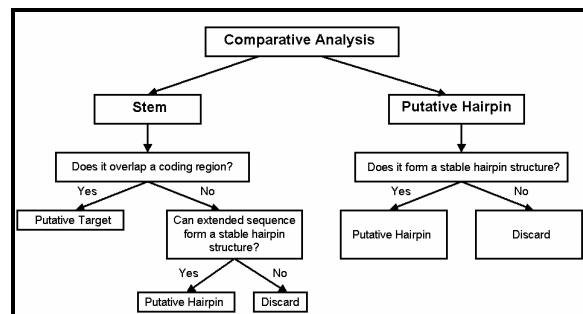 Comparative Analysis
Stem
Putative Hairpin
Does it overlap a coding region?
Does it form a stable hairpin structure?
Yes
No
Yes
No
Putative Target
Can extended sequence
form a stable hairpin
structure?
Putative Hairpin
Discard
Yes
No
Putative Hairpin
Discard